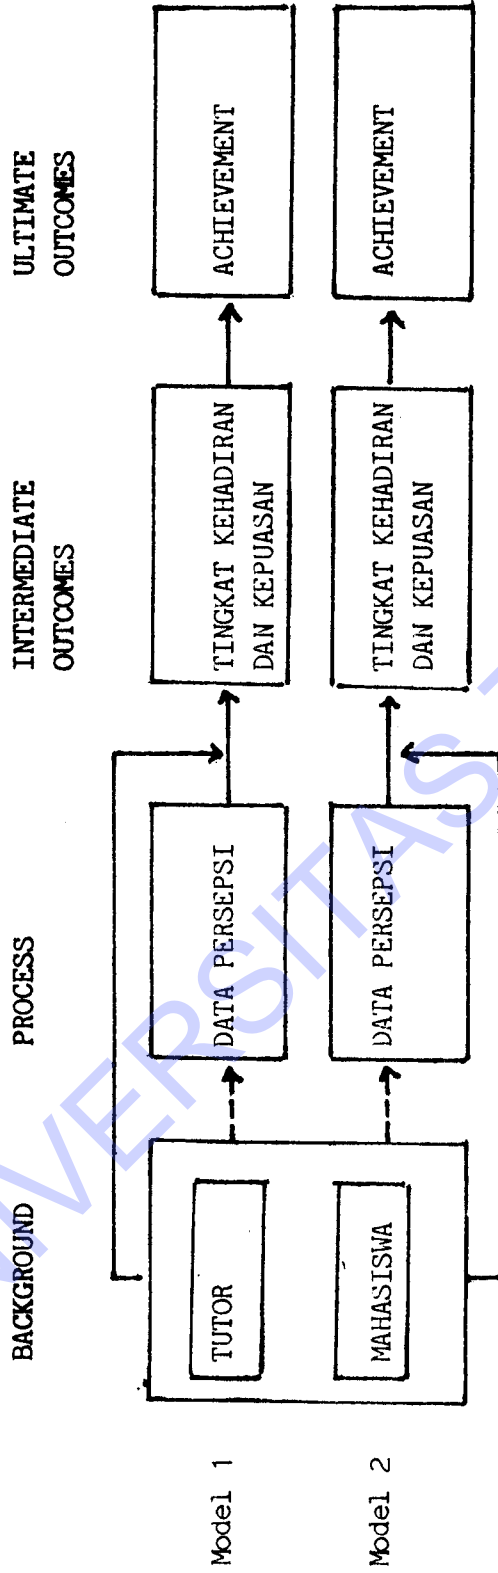 BACKGROUND
PROCESS
INTERMEDIATE
OUTCOMES
ULTIMATE
OUTCOMES
Model 1
TUTOR
DATA PERSEPSI
TINGKAT KEHADIRAN
DAN KEPUASAN
ACHIEVEMENT
Model 2
MAHASISWA
DATA PERSEPSI
TINGKAT KEHADIRAN
DAN KEPUASAN
ACHIEVEMENT
VERSITAS